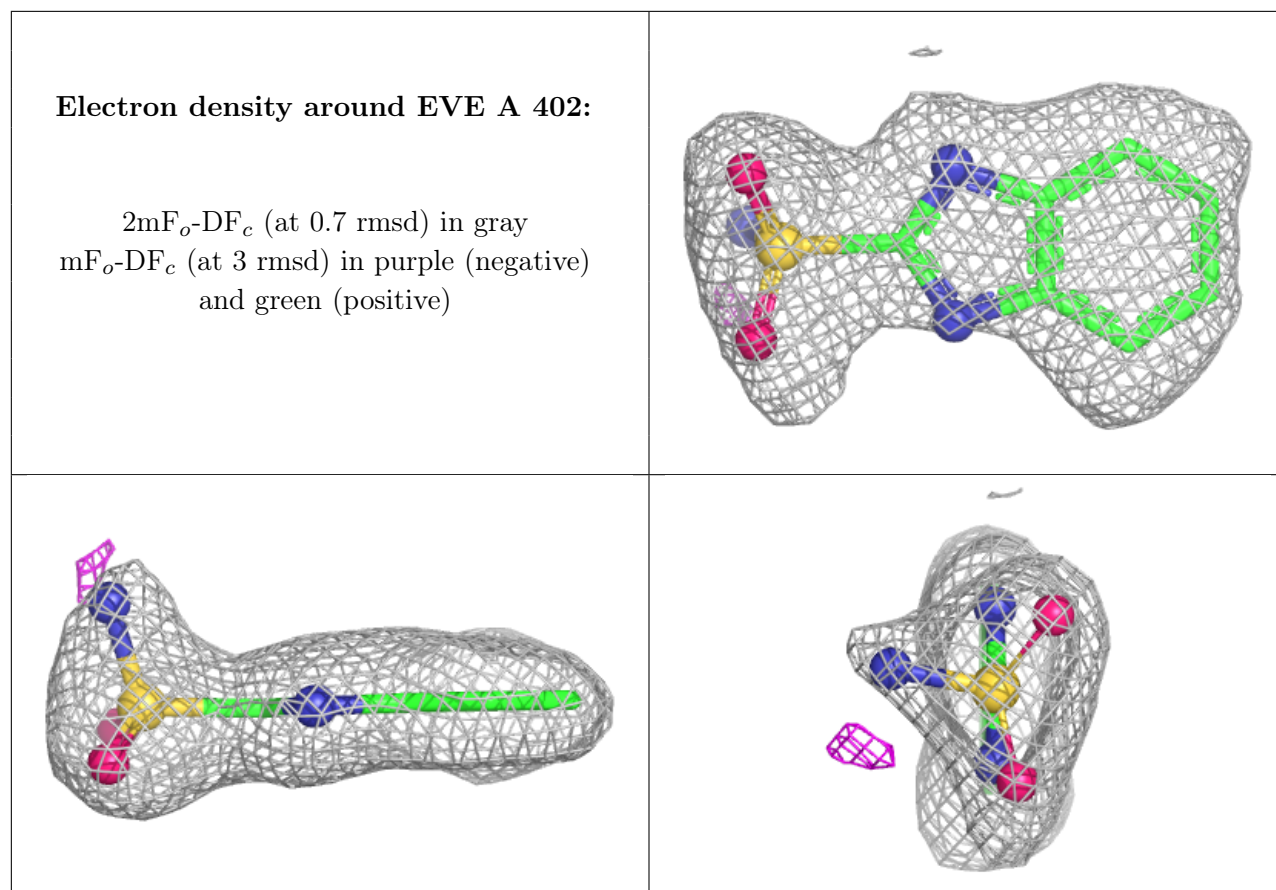 Electron density around EVE A 402:
2mFo-DFc (at 0.7 rmsd) in gray
mFo-DFc (at 3 rmsd) in purple (negative)
and green (positive)